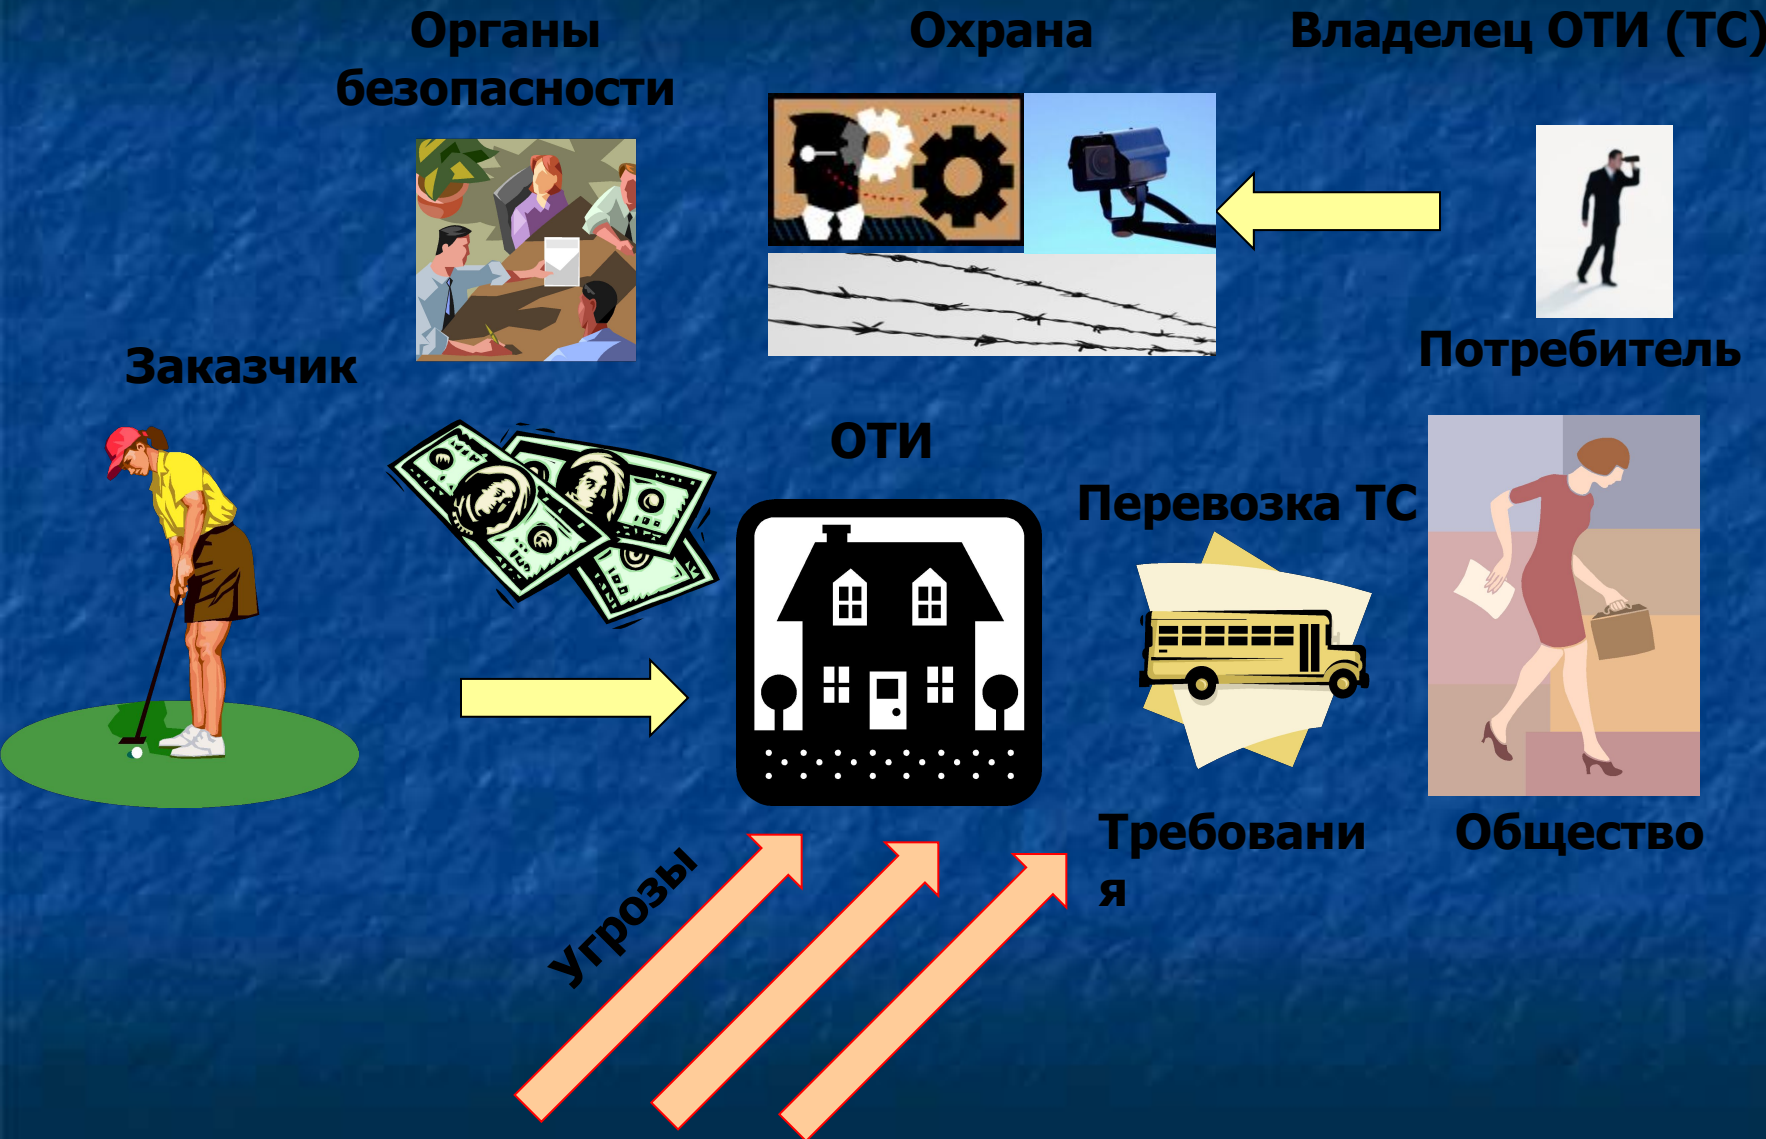 Органы
безопасности
Охрана
Владелец ОТИ (ТС)
Заказчик
Потребитель
ОТИ
Перевозка ТС
Угрозы
Требовани
я
Общество